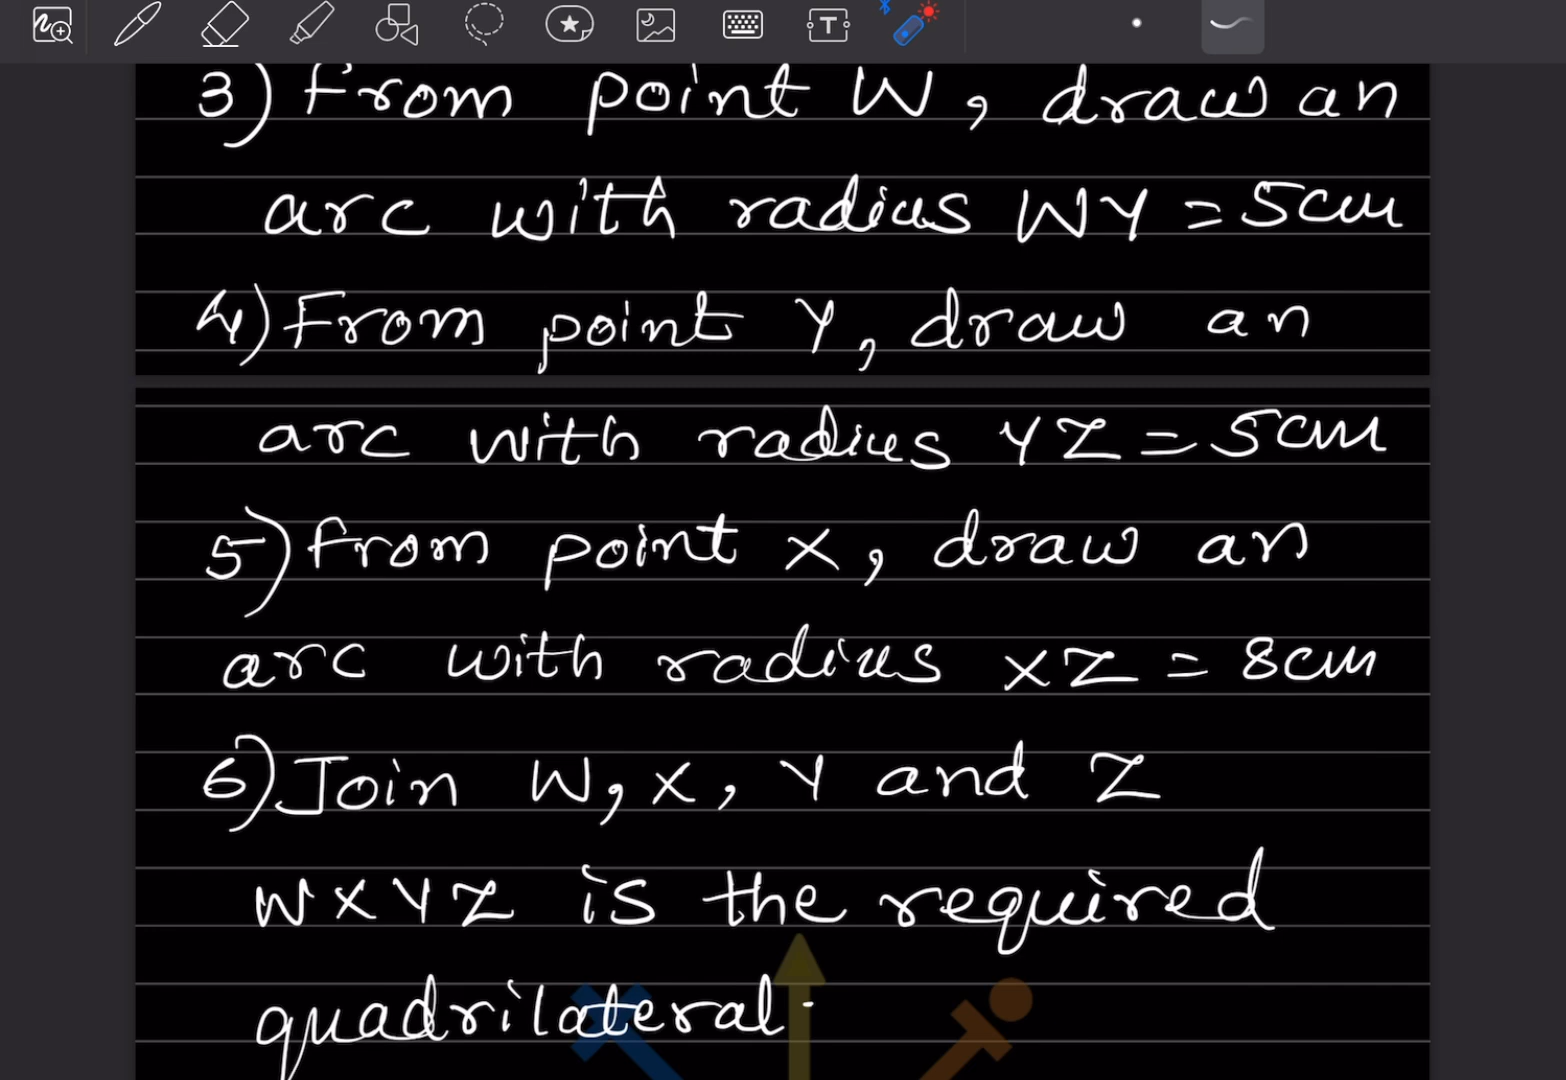 3) From point W, draw an
arc with radius WY = 5cm
4) From point Y, draw an
arc with radius YZ = 5cm
5) From point X, draw an
arc with radius XZ = 8cm
6) Join W, X, Y and Z
WXYZ is the required
quadrilateral.